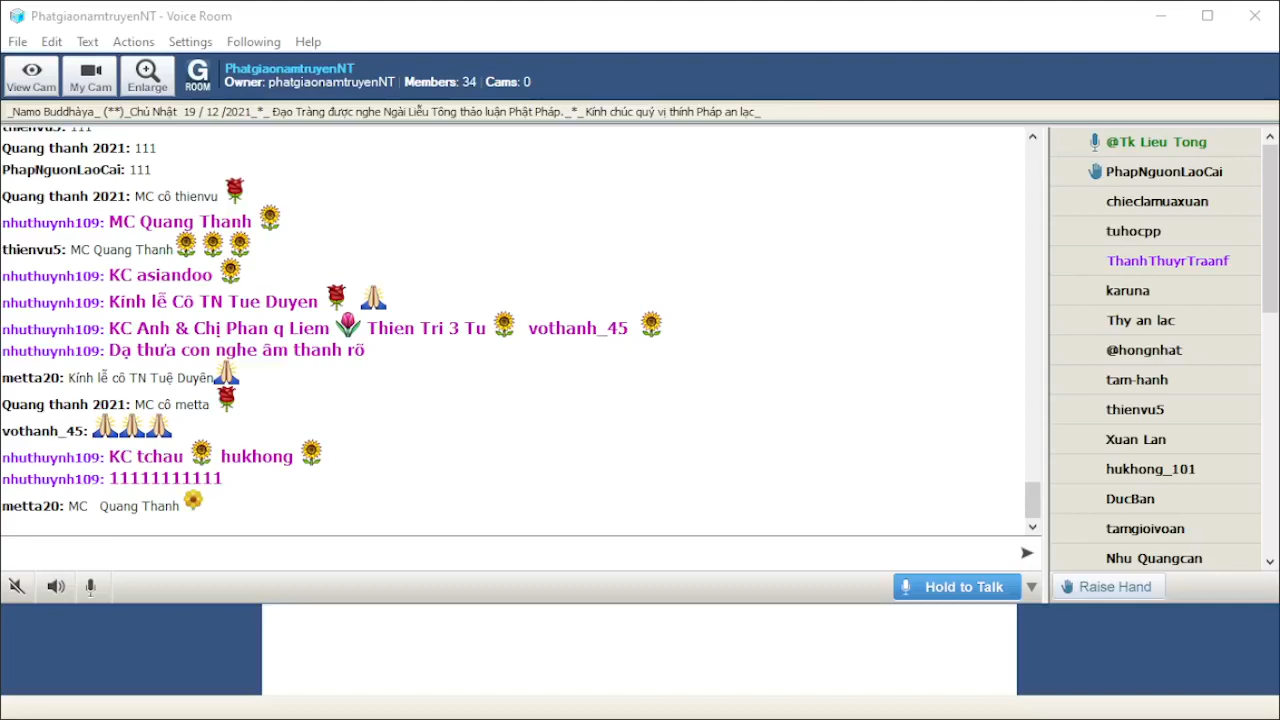 PhatgiaonamtruyenNT - Voice Room
File Edit Text Actions Settings Following Help
View Cam My Cam Enlarge G ROOM
PhatgiaonamtruyenNT
Owner: phatgiaonamtruyenNT | Members: 34 | Cams: 0
_Namo Buddhàya_ (**)_Chủ Nhật 19 / 12 /2021_*_ Đạo Tràng được nghe Ngài Liễu Tông thảo luận Phật Pháp._*_Kính chúc quý vị thính Pháp an lạc_
thienvu5: 111
Quang thanh 2021: 111
PhapNguonLaoCai: 111
Quang thanh 2021: MC cô thienvu
nhuthuynh109: MC Quang Thanh
thienvu5: MC Quang Thanh
nhuthuynh109: KC asiandoo
nhuthuynh109: Kính lễ Cô TN Tue Duyen
nhuthuynh109: KC Anh & Chị Phan q Liem Thien Tri 3 Tu vothanh_45
nhuthuynh109: Dạ thưa con nghe âm thanh rõ
metta20: Kính lễ cô TN Tuệ Duyên
Quang thanh 2021: MC cô metta
vothanh_45:
nhuthuynh109: KC tchau hukhong
nhuthuynh109: 11111111111
metta20: MC Quang Thanh
@Tk Lieu Tong
PhapNguonLaoCai
chieclamuaxuan
tuhocpp
ThanhThuyrTraanf
karuna
Thy an lac
@hongnhat
tam-hanh
thienvu5
Xuan Lan
hukhong_101
DucBan
tamgioivoan
Nhu Quangcan
Hold to Talk
Raise Hand